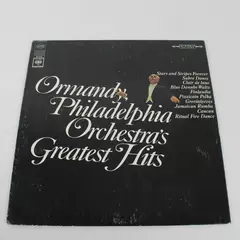 Ormandy
Philadelphia
Orchestra's
Greatest Hits
Stars and Stripes Forever
Sabre Dance
Clair de lune
Blue Danube Waltz
Finlandia
Pizzicato Polka
Greensleeves
Jamaican Rumba
Cancan
Ritual Fire Dance